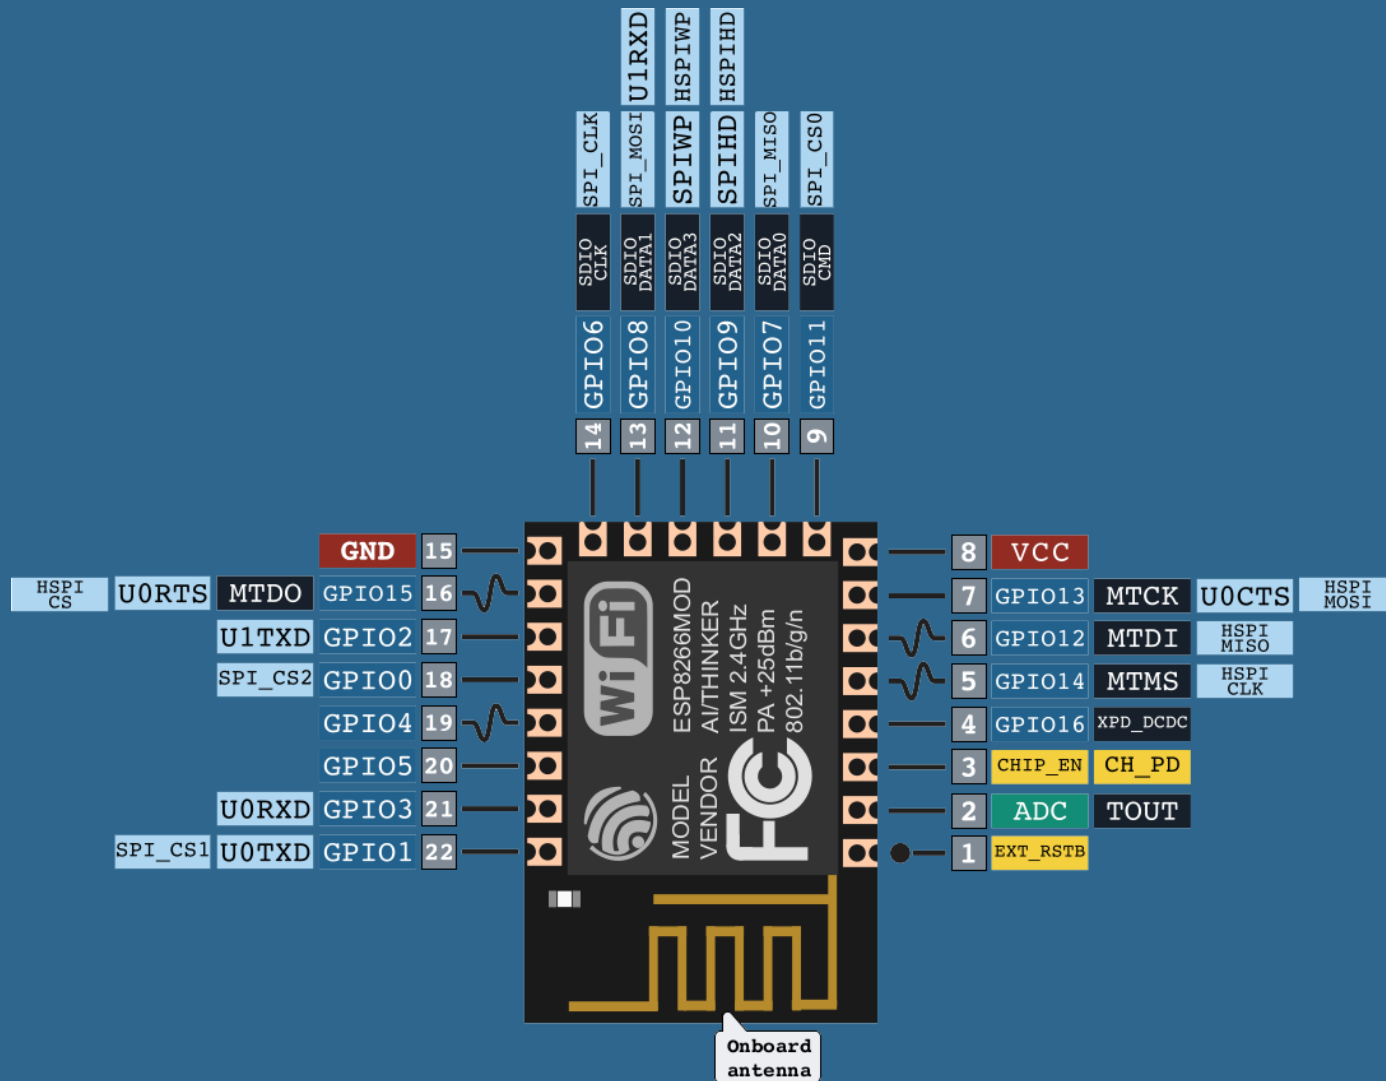 U1RXD
HSPIWP
HSPIHD
SPI_CLK
SPI_MOSI
SPIWP
SPIHD
SPI_MISO
SPI_CS0
SDIO
CLK
SDIO
DATA1
SDIO
DATA3
SDIO
DATA2
SDIO
DATA0
SDIO
CMD
GPIO6
GPIO8
GPIO10
GPIO9
GPIO7
GPIO11
14
13
12
11
10
9
GND 15
HSPI
CS
U0RTS MTDO GPIO15 16
U1TXD GPIO2 17
SPI_CS2 GPIO0 18
GPIO4 19
GPIO5 20
U0RXD GPIO3 21
SPI_CS1 U0TXD GPIO1 22
WiFi
ESP8266MOD
AI/THINKER
ISM 2.4GHz
PA +25dBm
802.11b/g/n
MODEL
VENDOR
FC
8 VCC
7 GPIO13 MTCK U0CTS
HSPI
MOSI
6 GPIO12 MTDI
HSPI
MISO
5 GPIO14 MTMS
HSPI
CLK
4 GPIO16 XPD_DCDC
3 CHIP_EN CH_PD
2 ADC TOUT
1 EXT_RSTB
Onboard
antenna